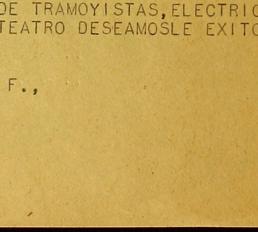 DE TRAMOYISTAS, ELECTRIC
TEATRO DESEAMOSLE EXITO
F.,